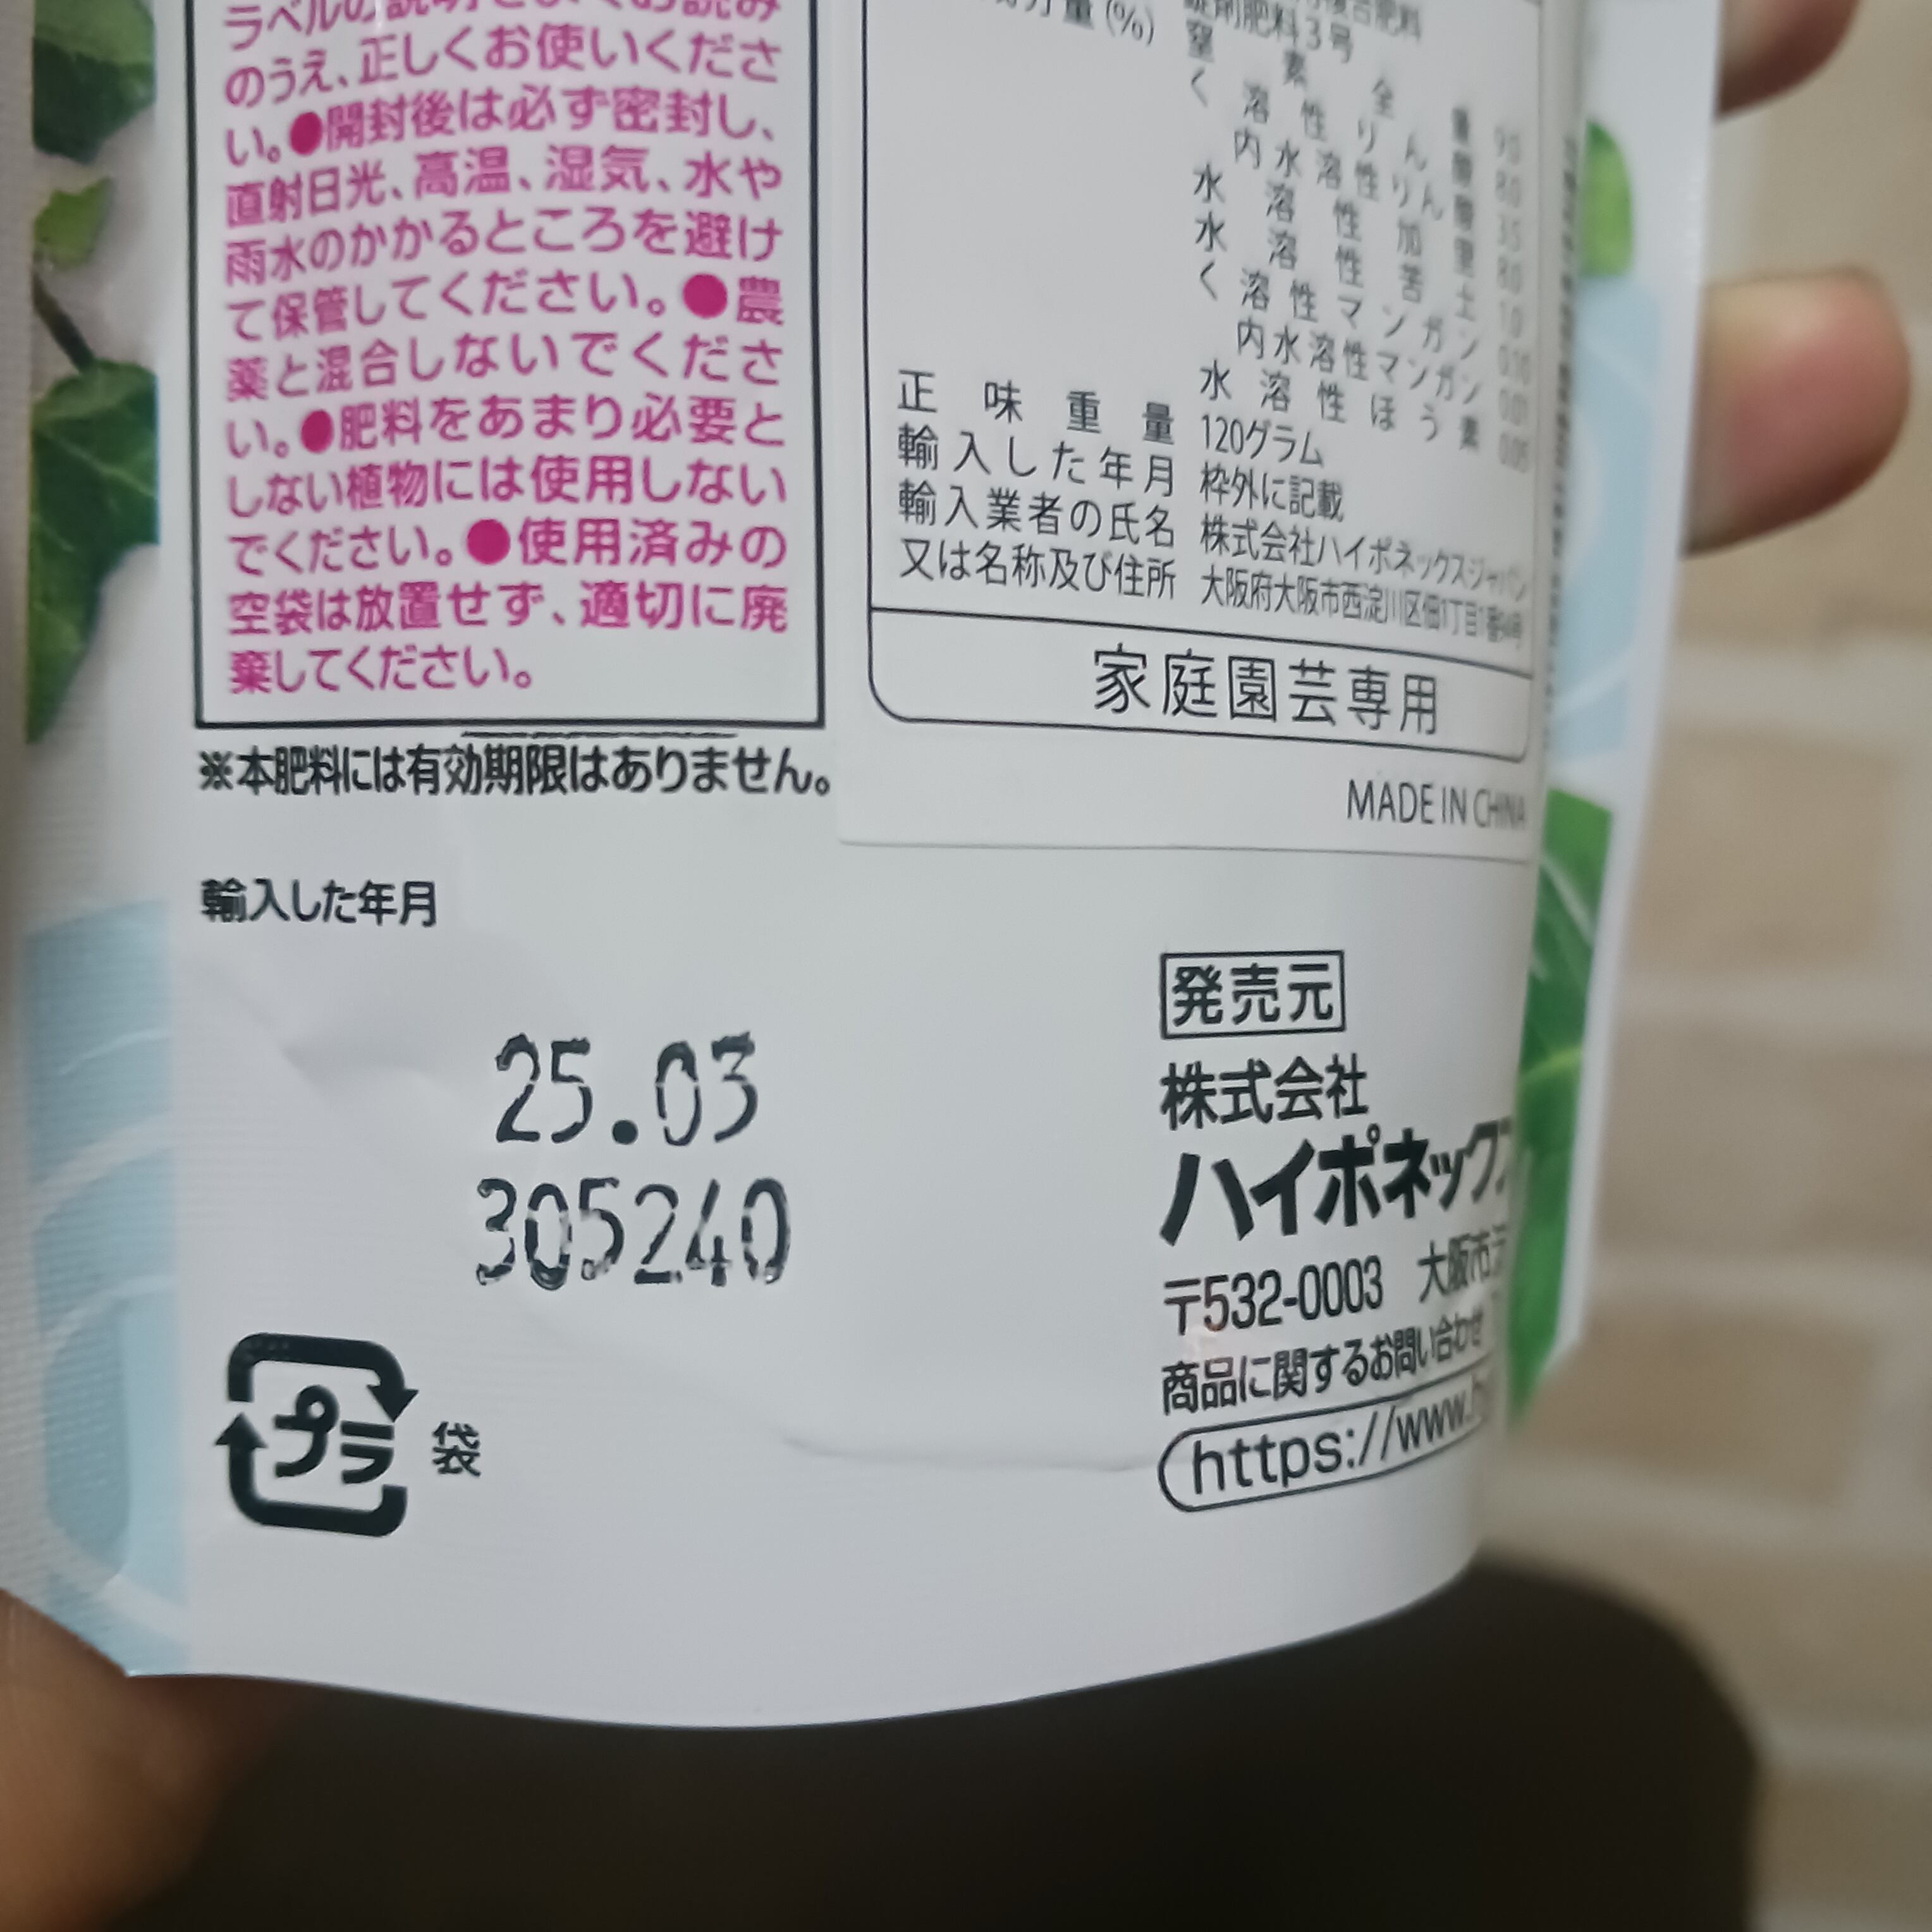 のうえ、正しくお使いくださ
い。●開封後は必ず密封し、
直射日光、高温、湿気、水や
雨水のかかるところを避け
て保管してください。●農
薬と混合しないでくださ
い。●肥料をあまり必要と
しない植物には使用しない
でください。●使用済みの
空袋は放置せず、適切に廃
棄してください。
※本肥料には有効期限はありません。
輸入した年月
25.03
305240
プラ 袋
量(%)
肥料3号
窒素全量
く溶性りん
内水溶性りん
水溶性加里
水溶性苦土
く溶性マンガン
内水溶性マンガン
水溶性ほう素
正味重量 120グラム
輸入した年月 枠外に記載
輸入業者の氏名 株式会社ハイポネックスジャパン
又は名称及び住所 大阪府大阪市西淀川区佃1丁目
家庭園芸専用
MADE IN CHINA
発売元
株式会社
ハイポネックス
〒532-0003 大阪市
商品に関するお問い合わせ
https://www.